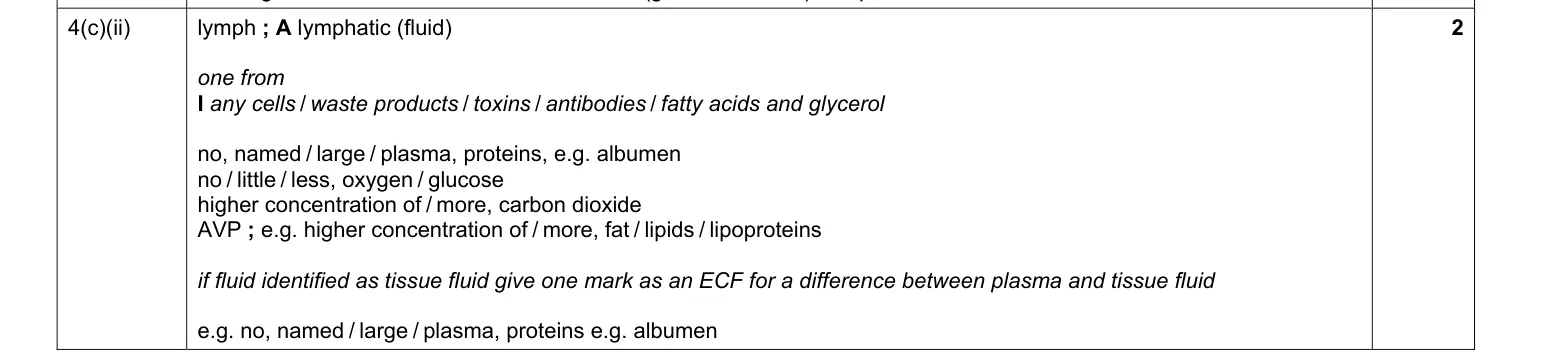 4(c)(ii) lymph ; A lymphatic (fluid) 2
one from
I any cells / waste products / toxins / antibodies / fatty acids and glycerol
no, named / large / plasma, proteins, e.g. albumen
no / little / less, oxygen / glucose
higher concentration of / more, carbon dioxide
AVP ; e.g. higher concentration of / more, fat / lipids / lipoproteins
if fluid identified as tissue fluid give one mark as an ECF for a difference between plasma and tissue fluid
e.g. no, named / large / plasma, proteins e.g. albumen